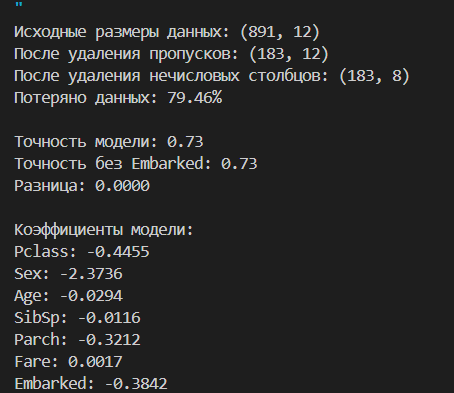 "
Исходные размеры данных: (891, 12)
После удаления пропусков: (183, 12)
После удаления нечисловых столбцов: (183, 8)
Потеряно данных: 79.46%
Точность модели: 0.73
Точность без Embarked: 0.73
Разница: 0.0000
Коэффициенты модели:
Pclass: -0.4455
Sex: -2.3736
Age: -0.0294
SibSp: -0.0116
Parch: -0.3212
Fare: 0.0017
Embarked: -0.3842